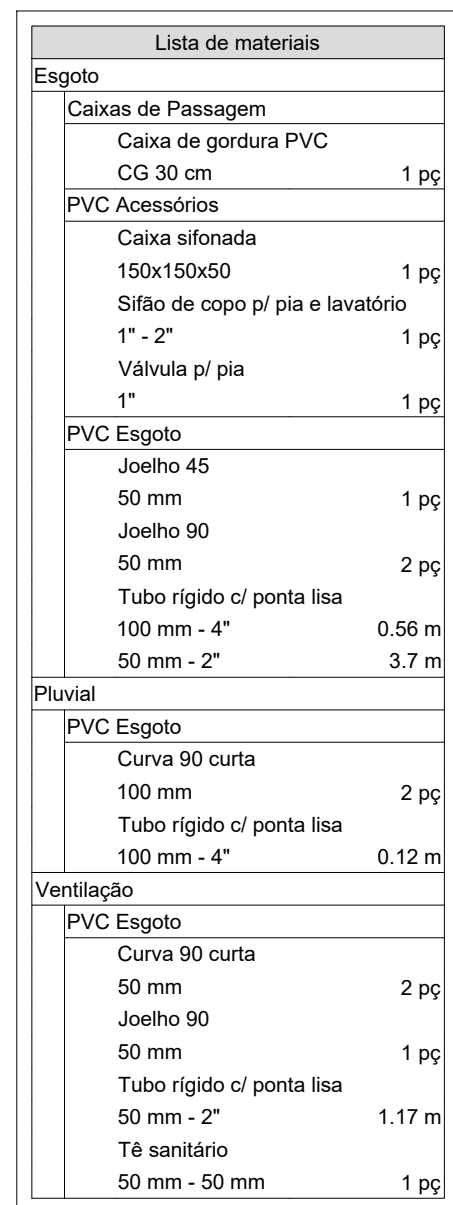 Lista de materiais
Esgoto
Caixas de Passagem
Caixa de gordura PVC
CG 30 cm 1 pç
PVC Acessórios
Caixa sifonada
150x150x50 1 pç
Sifão de copo p/ pia e lavatório
1" - 2" 1 pç
Válvula p/ pia
1" 1 pç
PVC Esgoto
Joelho 45
50 mm 1 pç
Joelho 90
50 mm 2 pç
Tubo rígido c/ ponta lisa
100 mm - 4" 0.56 m
50 mm - 2" 3.7 m
Pluvial
PVC Esgoto
Curva 90 curta
100 mm 2 pç
Tubo rígido c/ ponta lisa
100 mm - 4" 0.12 m
Ventilação
PVC Esgoto
Curva 90 curta
50 mm 2 pç
Joelho 90
50 mm 1 pç
Tubo rígido c/ ponta lisa
50 mm - 2" 1.17 m
Tê sanitário
50 mm - 50 mm 1 pç